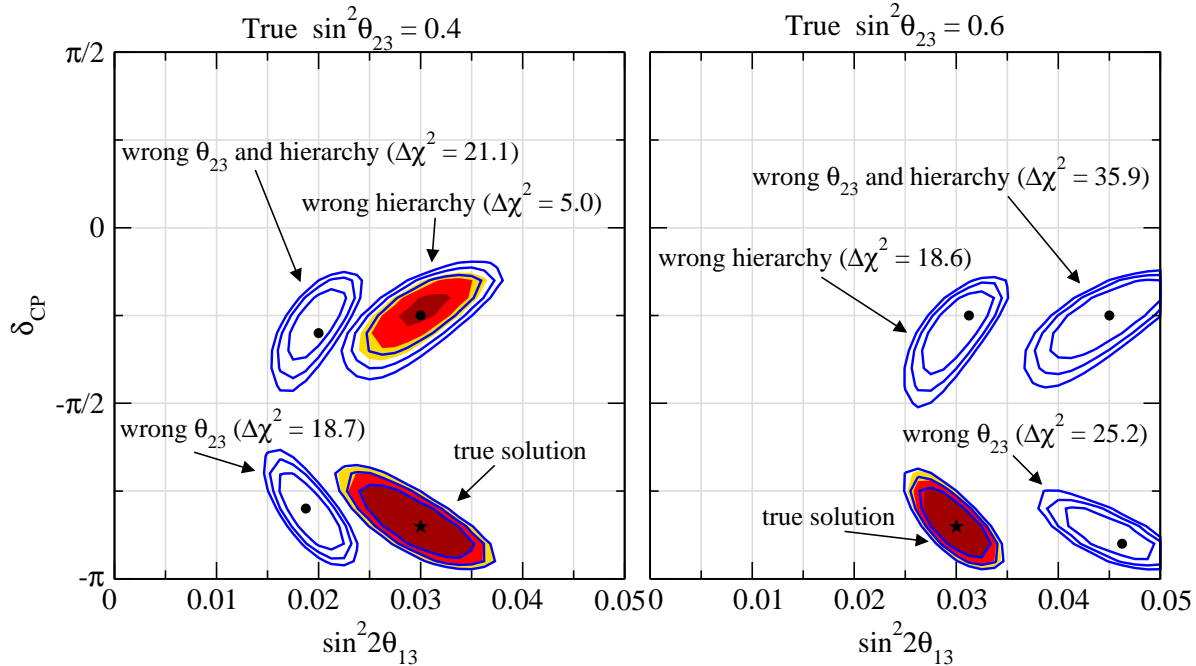 True sin²θ₂₃ = 0.4
True sin²θ₂₃ = 0.6
π/2
0
-π/2
-π
δCP
wrong θ₂₃ and hierarchy (Δχ² = 21.1)
wrong hierarchy (Δχ² = 5.0)
wrong θ₂₃ (Δχ² = 18.7)
true solution
wrong θ₂₃ and hierarchy (Δχ² = 35.9)
wrong hierarchy (Δχ² = 18.6)
wrong θ₂₃ (Δχ² = 25.2)
true solution
0 0.01 0.02 0.03 0.04 0.05
0.01 0.02 0.03 0.04 0.05
sin²2θ₁₃
sin²2θ₁₃